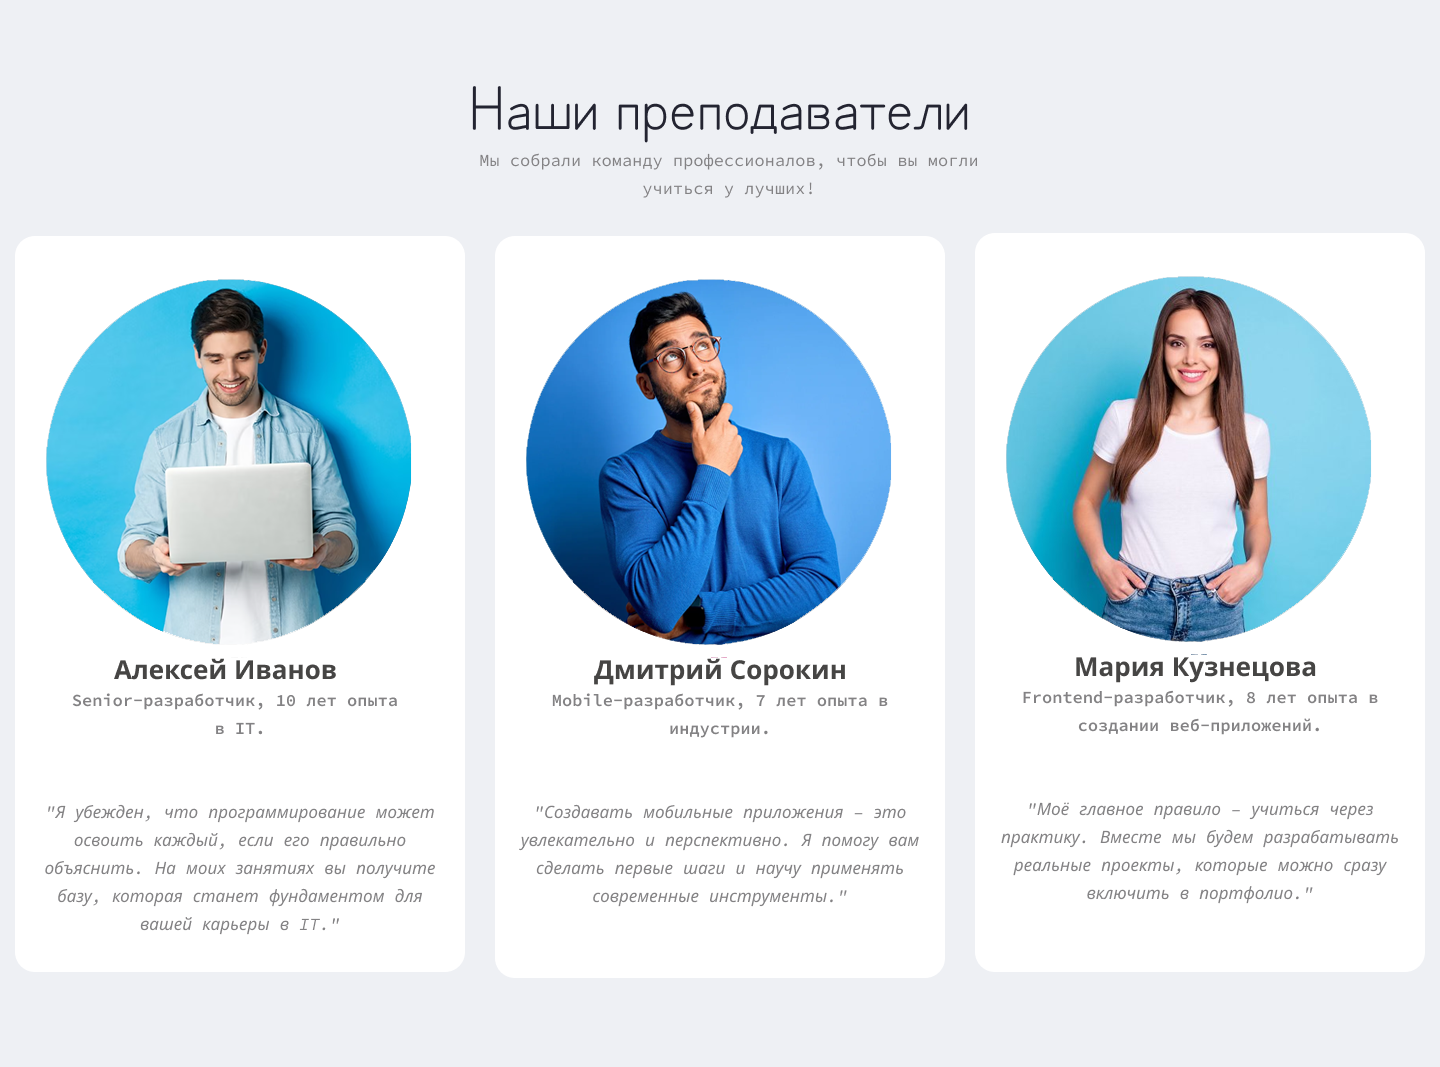 Наши преподаватели
Мы собрали команду профессионалов, чтобы вы могли
учиться у лучших!
Алексей Иванов
Senior-разработчик, 10 лет опыта
в IT.
"Я убежден, что программирование может
освоить каждый, если его правильно
объяснить. На моих занятиях вы получите
базу, которая станет фундаментом для
вашей карьеры в IT."
Дмитрий Сорокин
Mobile-разработчик, 7 лет опыта в
индустрии.
"Создавать мобильные приложения – это
увлекательно и перспективно. Я помогу вам
сделать первые шаги и научу применять
современные инструменты."
Мария Кузнецова
Frontend-разработчик, 8 лет опыта в
создании веб-приложений.
"Моё главное правило – учиться через
практику. Вместе мы будем разрабатывать
реальные проекты, которые можно сразу
включить в портфолио."